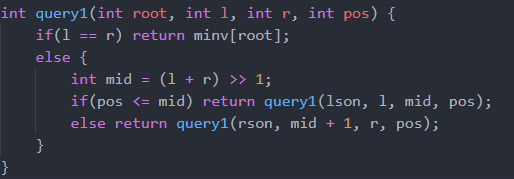 int query1(int root, int l, int r, int pos) {
    if(l == r) return minv[root];
    else {
        int mid = (l + r) >> 1;
        if(pos <= mid) return query1(lson, l, mid, pos);
        else return query1(rson, mid + 1, r, pos);
    }
}